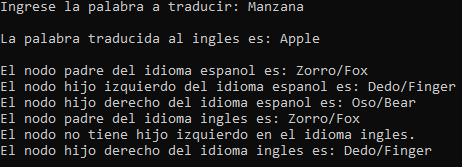 Ingrese la palabra a traducir: Manzana
La palabra traducida al ingles es: Apple
El nodo padre del idioma espanol es: Zorro/Fox
El nodo hijo izquierdo del idioma espanol es: Dedo/Finger
El nodo hijo derecho del idioma espanol es: Oso/Bear
El nodo padre del idioma ingles es: Zorro/Fox
El nodo no tiene hijo izquierdo en el idioma ingles.
El nodo hijo derecho del idioma ingles es: Dedo/Finger